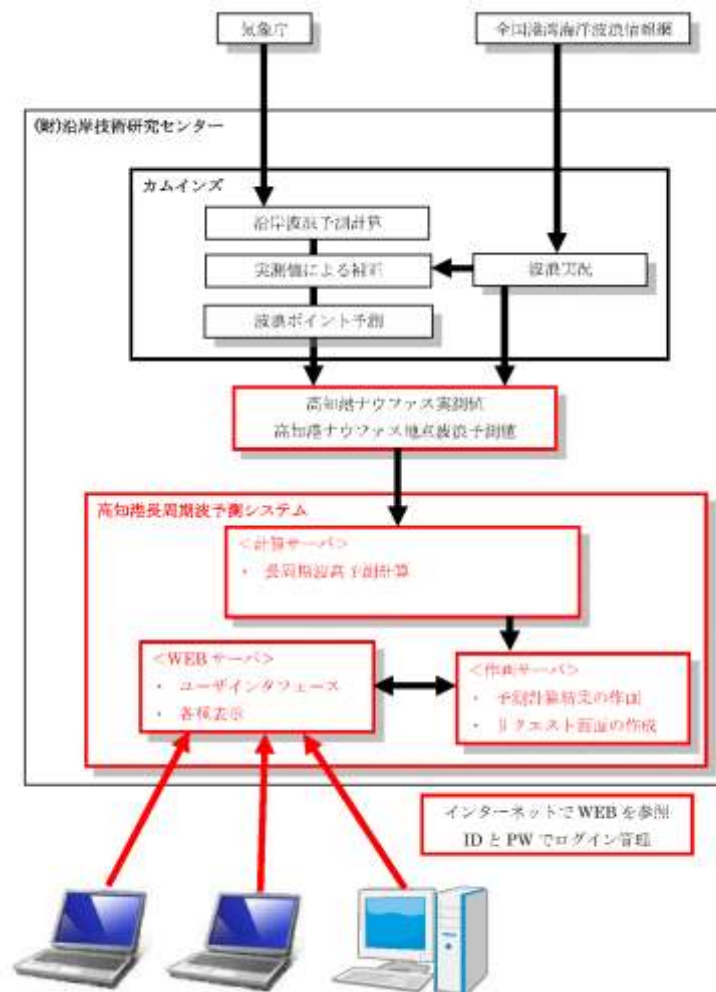 気象庁
全国港湾海洋波浪情報網
(財)沿岸技術研究センター
カムインズ
沿岸波浪予測計算
実測値による補正
波浪実況
波浪ポイント予測
高知港ナウファス実測値
高知港ナウファス地点波浪予測値
高知港長周期波予測システム
＜計算サーバ＞
・ 長周期波高予測計算
＜WEBサーバ＞
・ ユーザインタフェース
・ 各種表示
＜作画サーバ＞
・ 予測計算結果の作画
・ リクエスト画面の作成
インターネットでWEBを参照
IDとPWでログイン管理